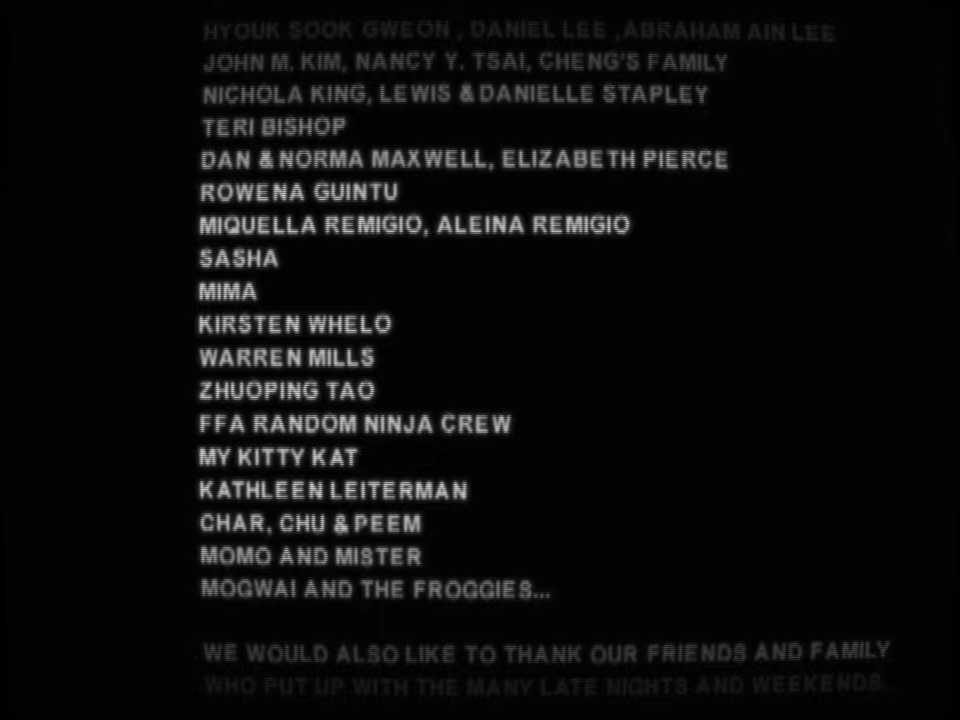 HYOUK SOOK GWEON , DANIEL LEE ,ABRAHAM AIN LEE
JOHN M. KIM, NANCY Y. TSAI, CHENG'S FAMILY
NICHOLA KING, LEWIS & DANIELLE STAPLEY
TERI BISHOP
DAN & NORMA MAXWELL, ELIZABETH PIERCE
ROWENA GUINTU
MIQUELLA REMIGIO, ALEINA REMIGIO
SASHA
MIMA
KIRSTEN WHELO
WARREN MILLS
ZHUOPING TAO
FFA RANDOM NINJA CREW
MY KITTY KAT
KATHLEEN LEITERMAN
CHAR, CHU & PEEM
MOMO AND MISTER
MOGWAI AND THE FROGGIES...
WE WOULD ALSO LIKE TO THANK OUR FRIENDS AND FAMILY
WHO PUT UP WITH THE MANY LATE NIGHTS AND WEEKENDS.